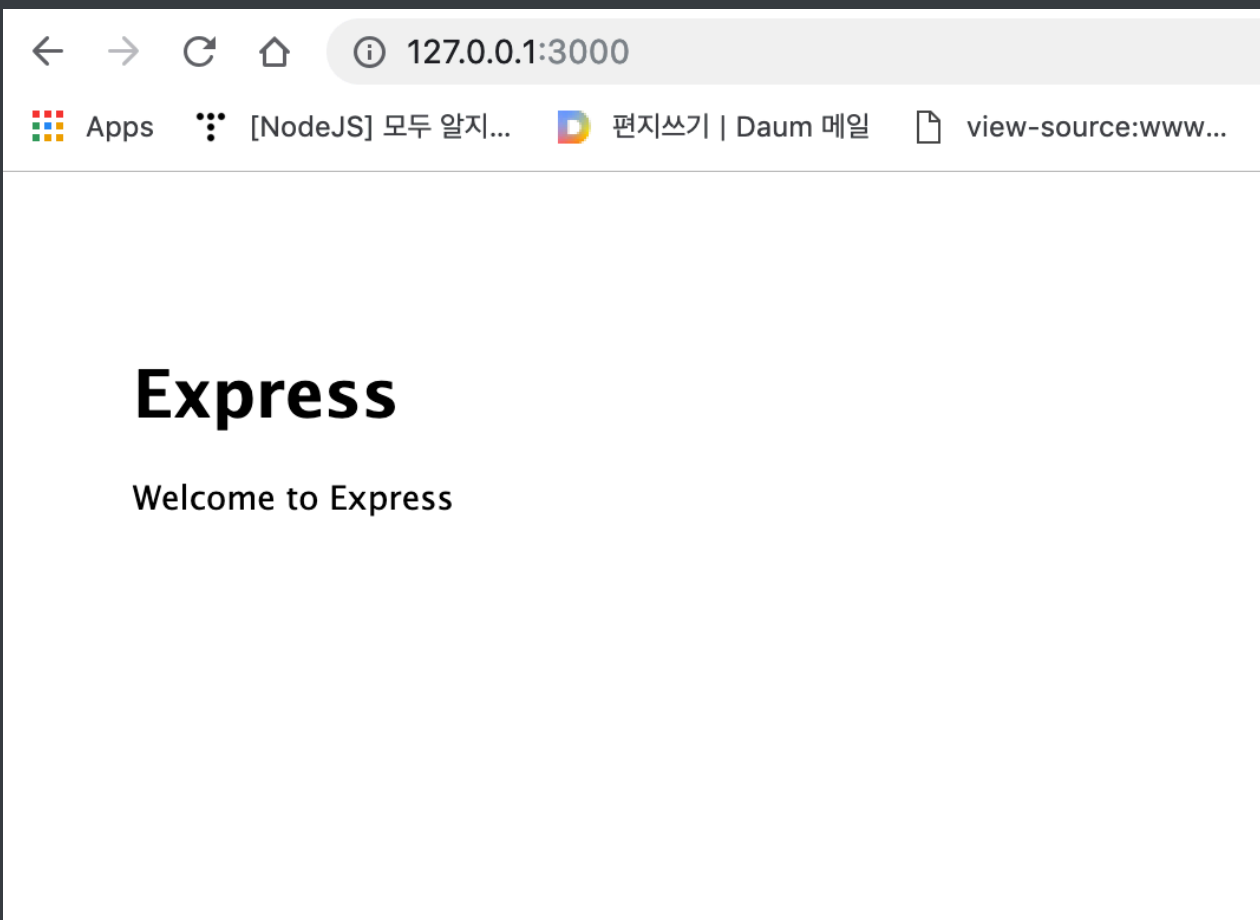 127.0.0.1:3000
Apps [NodeJS] 모두 알지... 편지쓰기 | Daum 메일 view-source:www...
Express
Welcome to Express